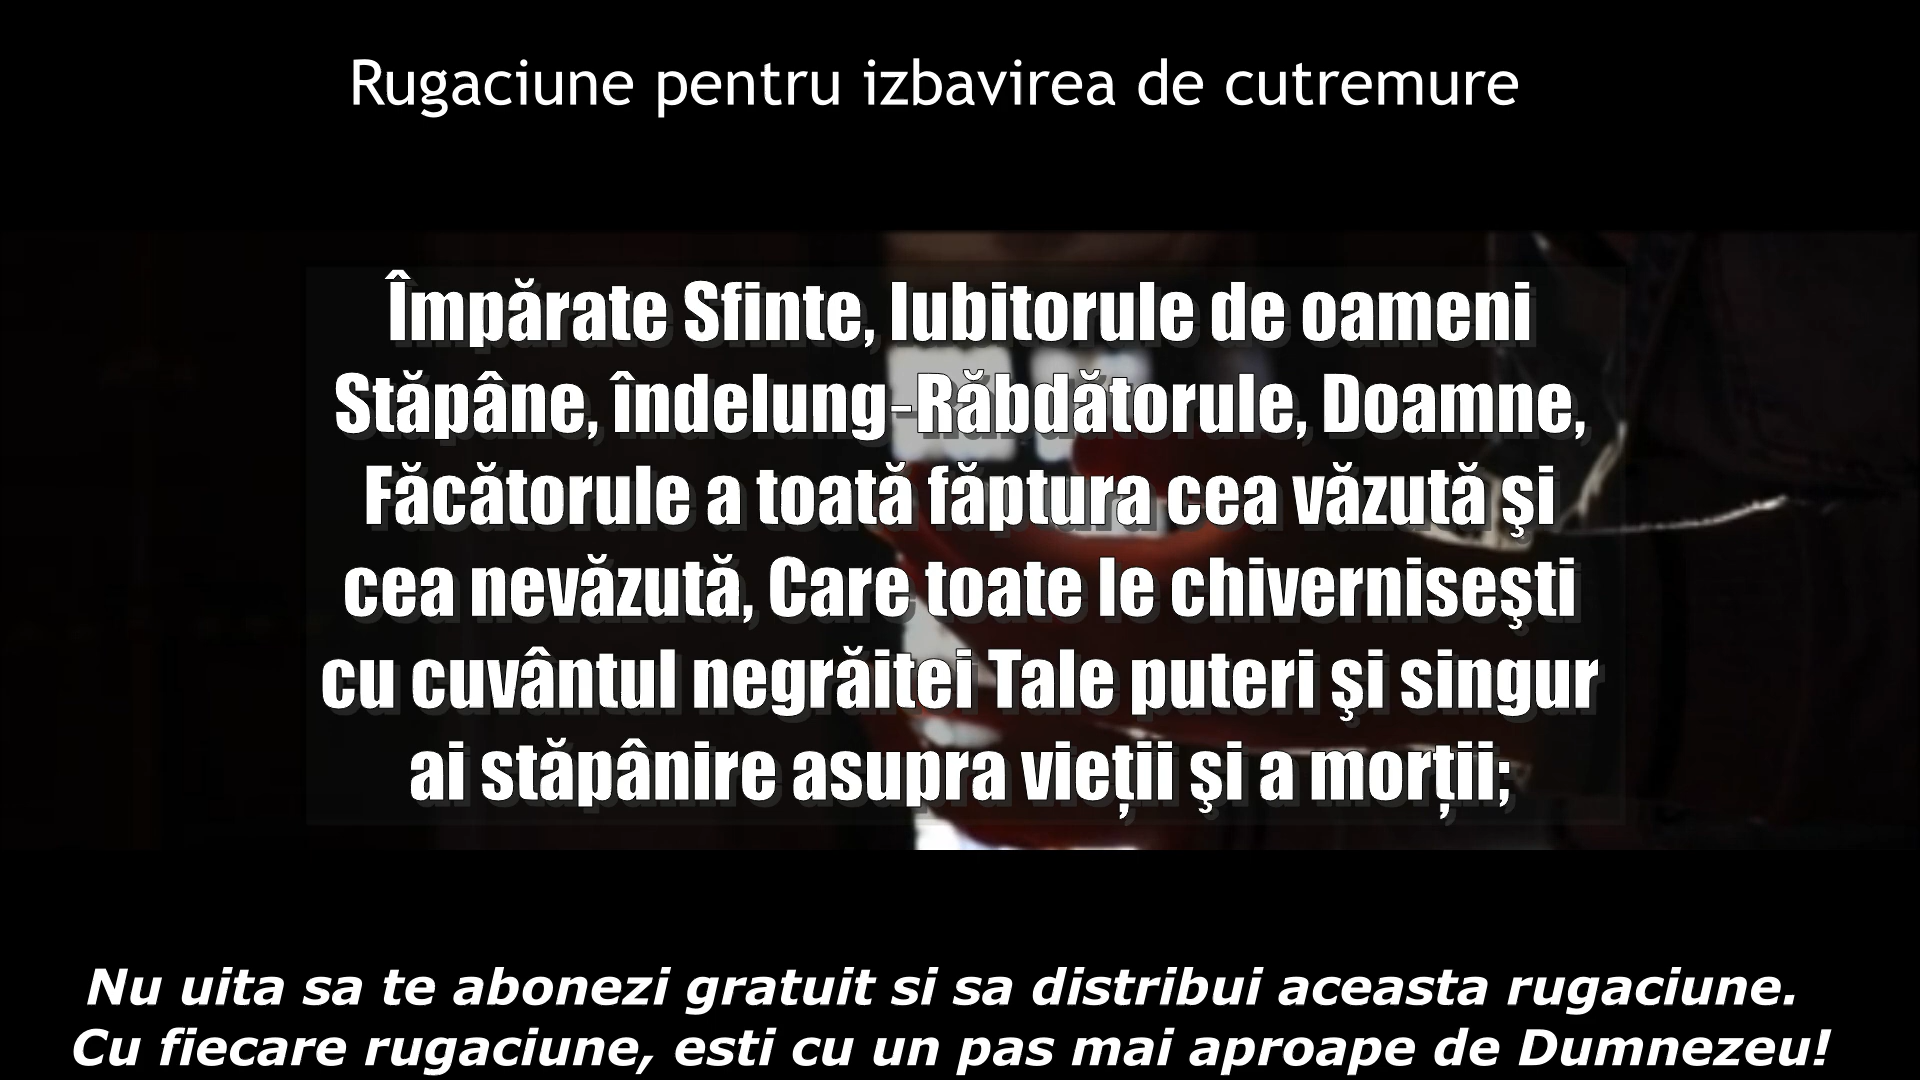 Rugaciune pentru izbavirea de cutremure
Împărate Sfinte, Iubitorule de oameni
Stăpâne, îndelung-Răbdătorule, Doamne,
Făcătorule a toată făptura cea văzută şi
cea nevăzută, Care toate le chiverniseşti
cu cuvântul negrăitei Tale puteri şi singur
ai stăpânire asupra vieţii şi a morţii;
Nu uita sa te abonezi gratuit si sa distribui aceasta rugaciune.
Cu fiecare rugaciune, esti cu un pas mai aproape de Dumnezeu!